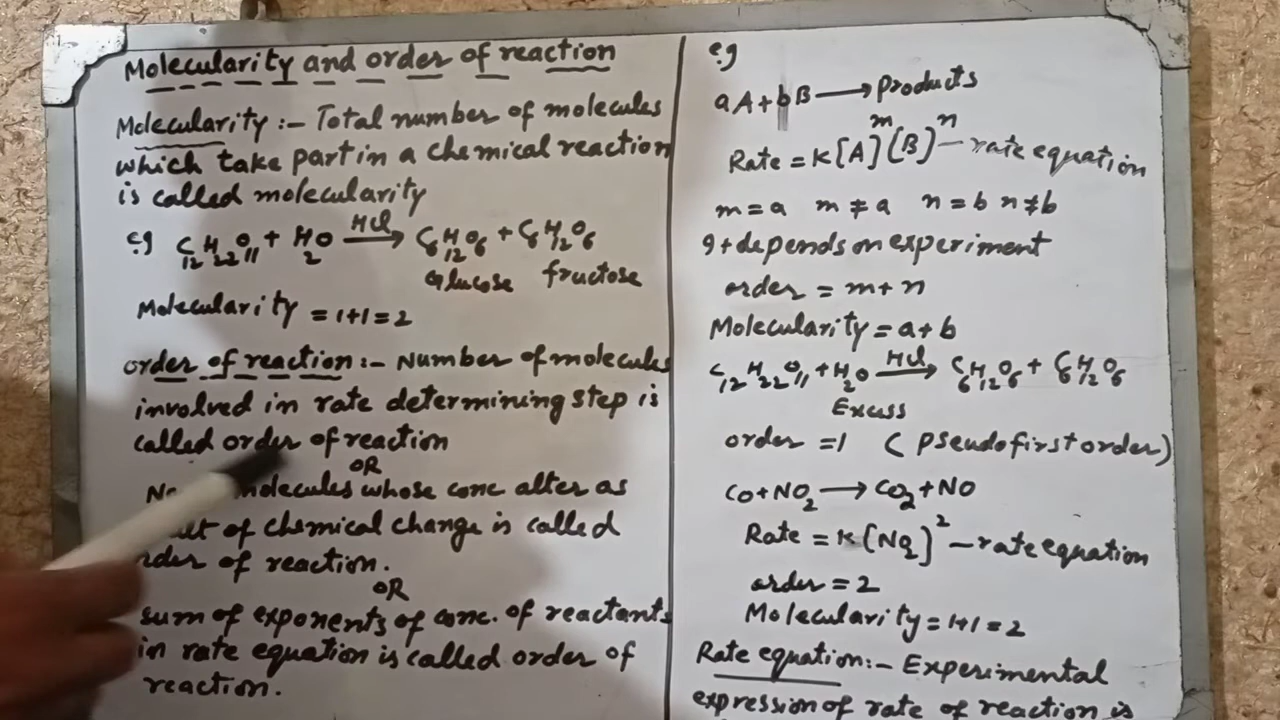 Molecularity and order of reaction
Molecularity :- Total number of molecules
which take part in a chemical reaction
is called molecularity
e.g C12H22O11 + H2O —HCl→ C6H12O6 + C6H12O6
Glucose fructose
Molecularity = 1+1 = 2
order of reaction :- Number of molecules
involved in rate determining step is
called order of reaction
OR
molecules whose conc alter as
of chemical change is called
of reaction.
OR
sum of exponents of conc. of reactants
in rate equation is called order of
reaction.
e.g
aA + bB → Products
Rate = K[A]^m [B]^n - rate equation
m = a m ≠ a n = b n ≠ b
9t depends on experiment
order = m + n
Molecularity = a + b
C12H22O11 + H2O —HCl→ C6H12O6 + C6H12O6
Excess
order = 1 (Pseudo first order)
CO + NO2 → CO2 + NO
Rate = K[NO2]^2 - rate equation
order = 2
Molecularity = 1+1 = 2
Rate equation :- Experimental
expression of rate of reaction is